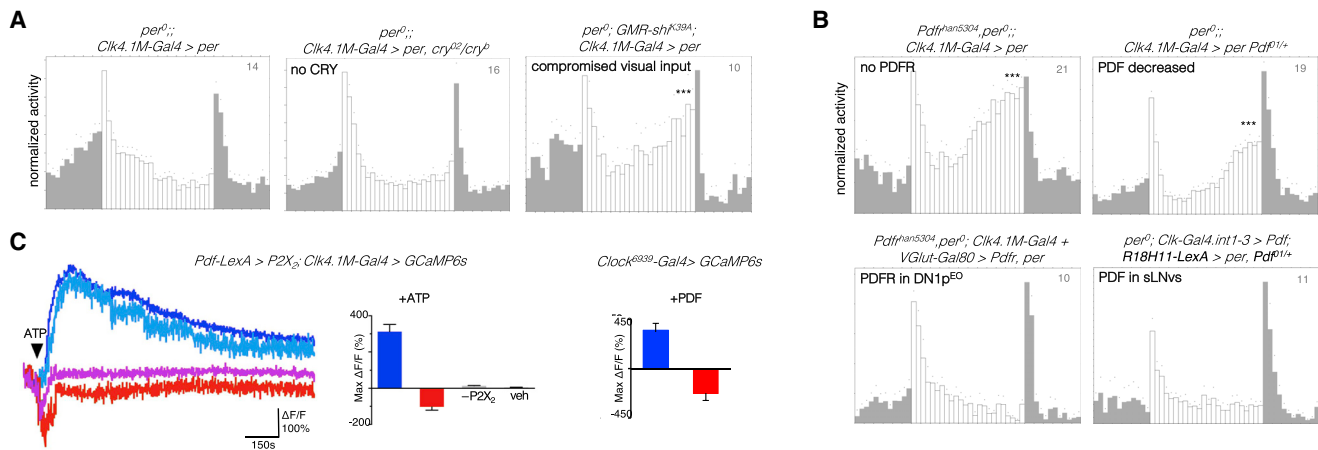 A
per⁰;;
Clk4.1M-Gal4 > per
14
normalized activity
per⁰;;
Clk4.1M-Gal4 > per, cry⁰²/cryᵇ
no CRY
16
per⁰; GMR-shiᴷ³⁹ᴬ;
Clk4.1M-Gal4 > per
compromised visual input
10
***
B
Pdfrʰᵃⁿ⁵³⁰⁴,per⁰;;
Clk4.1M-Gal4 > per
no PDFR
21
***
normalized activity
per⁰;;
Clk4.1M-Gal4 > per Pdf⁰¹/⁺
PDF decreased
19
***
Pdfrʰᵃⁿ⁵³⁰⁴,per⁰; Clk4.1M-Gal4 +
VGlut-Gal80 > Pdfr, per
PDFR in DN1pᴱᴼ
10
per⁰; Clk-Gal4.int1-3 > Pdf;
R18H11-LexA > per, Pdf⁰¹/⁺
PDF in sLNvs
11
C
Pdf-LexA > P2X₂; Clk4.1M-Gal4 > GCaMP6s
ATP
ΔF/F
100%
150s
+ATP
400
0
-200
Max ΔF/F (%)
−P2X₂
veh
Clock⁶⁹³⁹-Gal4> GCaMP6s
+PDF
450
0
-450
Max ΔF/F (%)